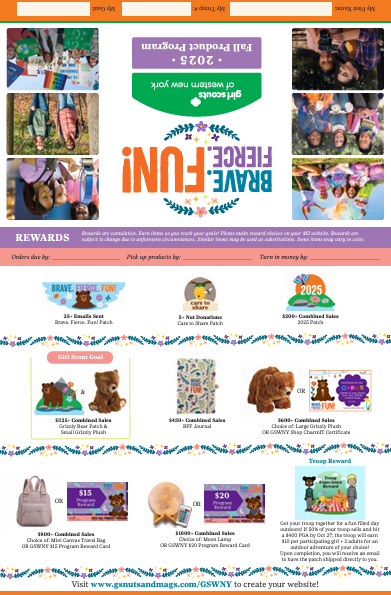 My First Name:
My Troop #:
My Goal:
BRAVE.
FIERCE.
FUN!
girl scouts
of western new york
• 2025 •
Fall Product Program
REWARDS
Rewards are cumulative. Earn items as you reach your goals! Please make reward choices on your M2 website. Rewards are
subject to change due to unforeseen circumstances. Similar items may be used as substitutions. Some items may vary in color.
Orders due by: Pick up products by: Turn in money by:
BRAVE. FIERCE. FUN!
25+ Emails Sent
Brave. Fierce. Fun! Patch
care to
share
5+ Nut Donations
Care to Share Patch
2025
$200+ Combined Sales
2025 Patch
Girl Scout Goal
&
$325+ Combined Sales
Grizzly Bear Patch &
Small Grizzly Plush
$450+ Combined Sales
BFF Journal
OR
$600+ Combined Sales
Choice of: Large Grizzly Plush
OR GSWNY Shop CharmIT Certificate
OR
$15
Program
Reward
$800+ Combined Sales
Choice of: Mini Canvas Travel Bag
OR GSWNY $15 Program Reward Card
OR
$20
Program
Reward
$1000+ Combined Sales
Choice of: Moon Lamp
OR GSWNY $20 Program Reward Card
Troop Reward
Troop
Experience
Reward
Get your troop together for a fun filled day
outdoors! If 50% of your troop sells and hit
a $400 PGA by Oct 27; the troop will earn
$10 per participating girl + 2 adults for an
outdoor adventure of your choice!
Upon completion, you will receive an email
to have the patch shipped directly to you.
Visit www.gsnutsandmags.com/GSWNY to create your website!